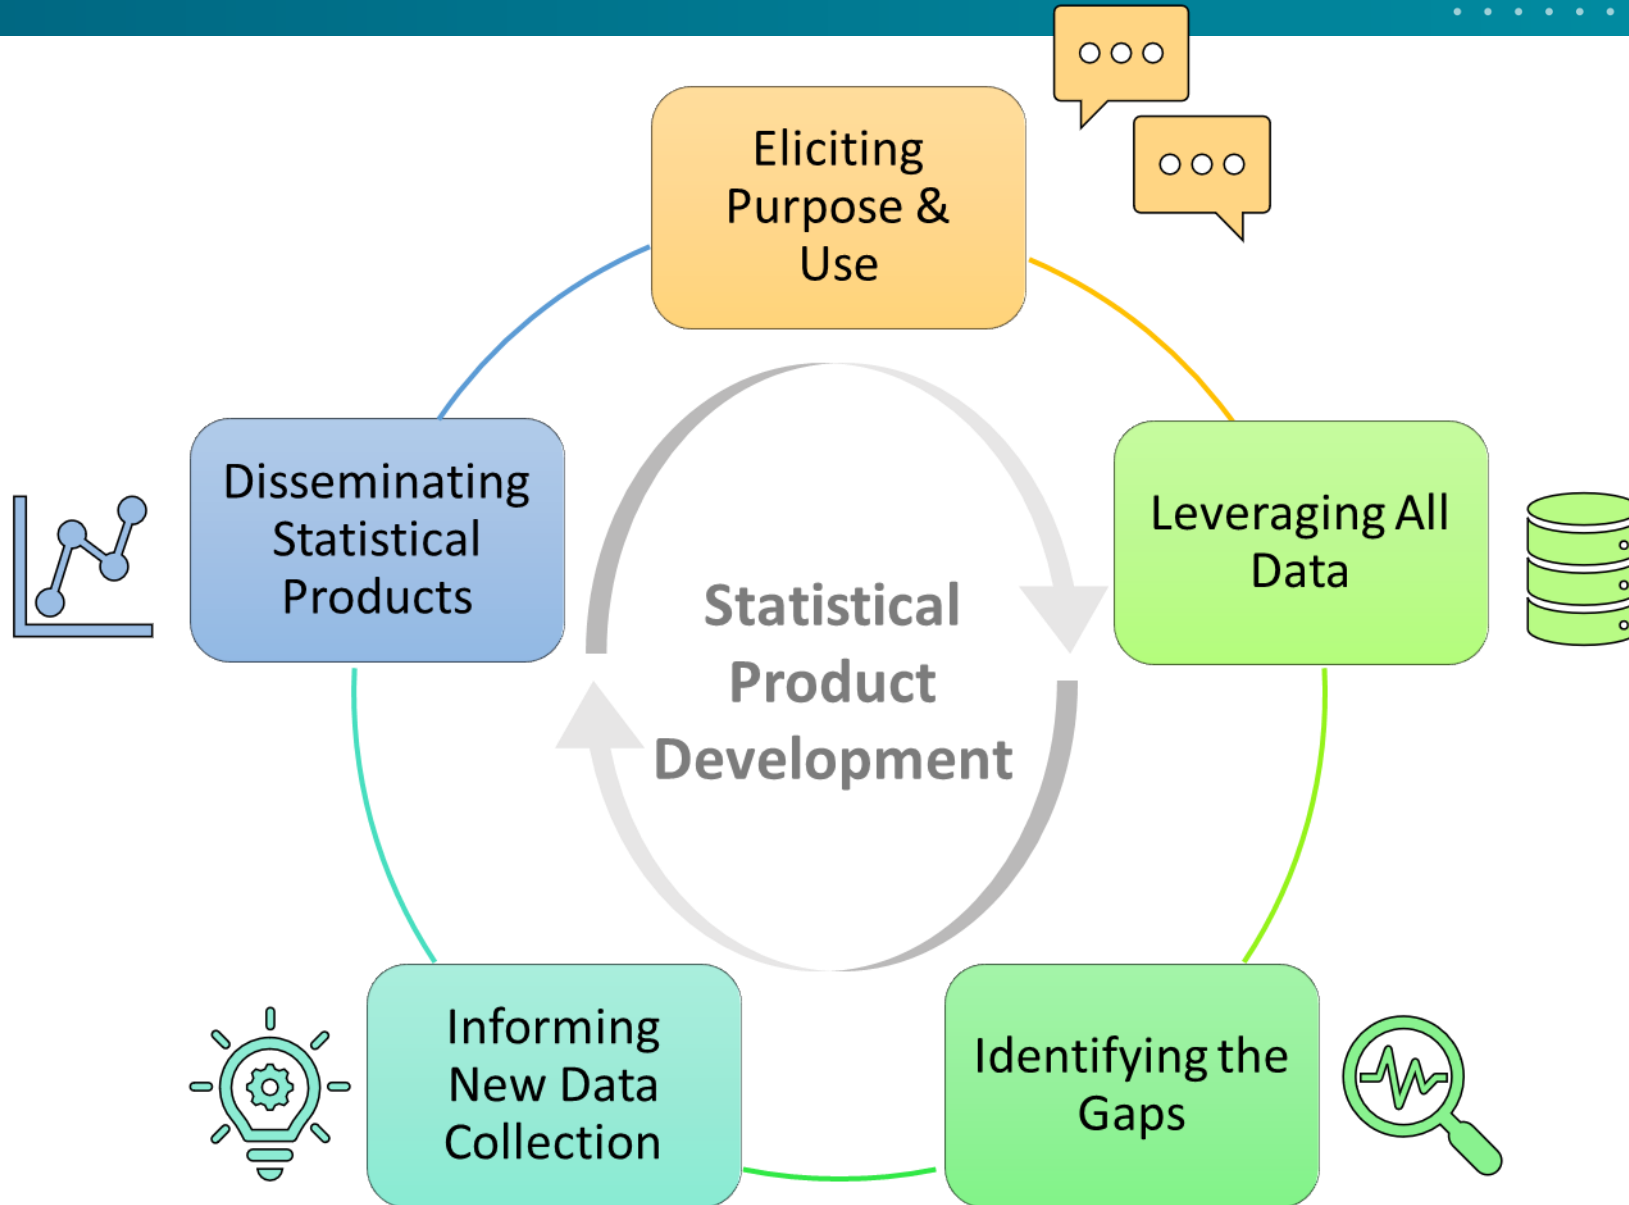 Eliciting
Purpose &
Use
Leveraging All
Data
Identifying the
Gaps
Informing
New Data
Collection
Disseminating
Statistical
Products
Statistical
Product
Development